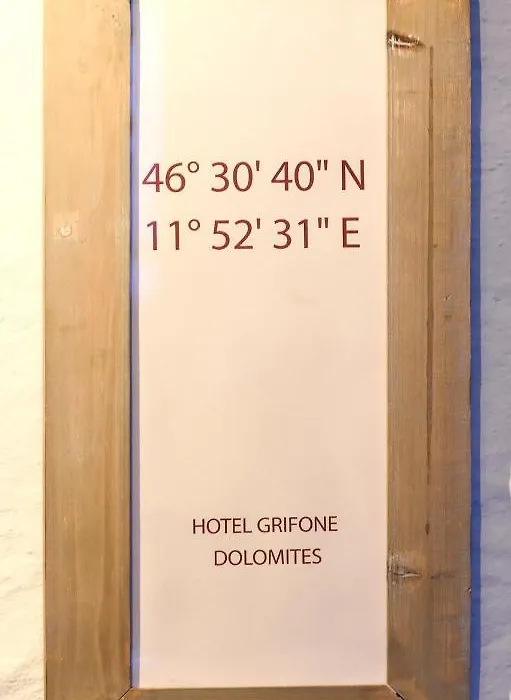 46° 30' 40" N
11° 52' 31" E
HOTEL GRIFONE
DOLOMITES